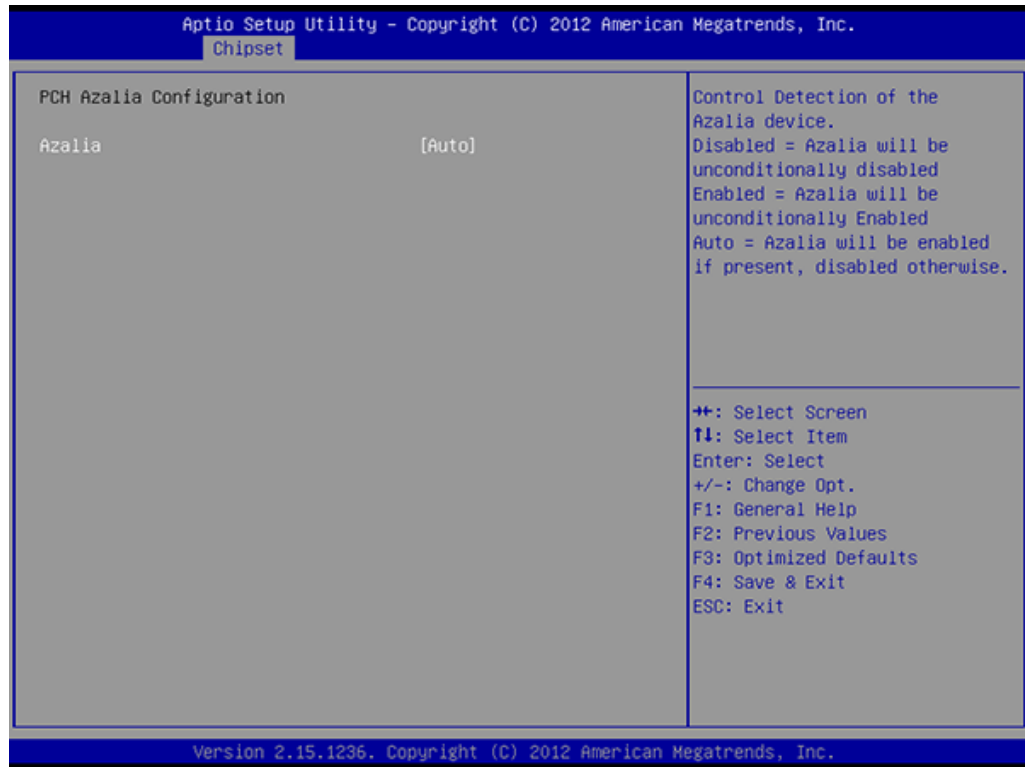 Aptio Setup Utility – Copyright (C) 2012 American Megatrends, Inc.
Chipset
PCH Azalia Configuration
Azalia [Auto]
Control Detection of the
Azalia device.
Disabled = Azalia will be
unconditionally disabled
Enabled = Azalia will be
unconditionally Enabled
Auto = Azalia will be enabled
if present, disabled otherwise.
→←: Select Screen
↑↓: Select Item
Enter: Select
+/-: Change Opt.
F1: General Help
F2: Previous Values
F3: Optimized Defaults
F4: Save & Exit
ESC: Exit
Version 2.15.1236. Copyright (C) 2012 American Megatrends, Inc.